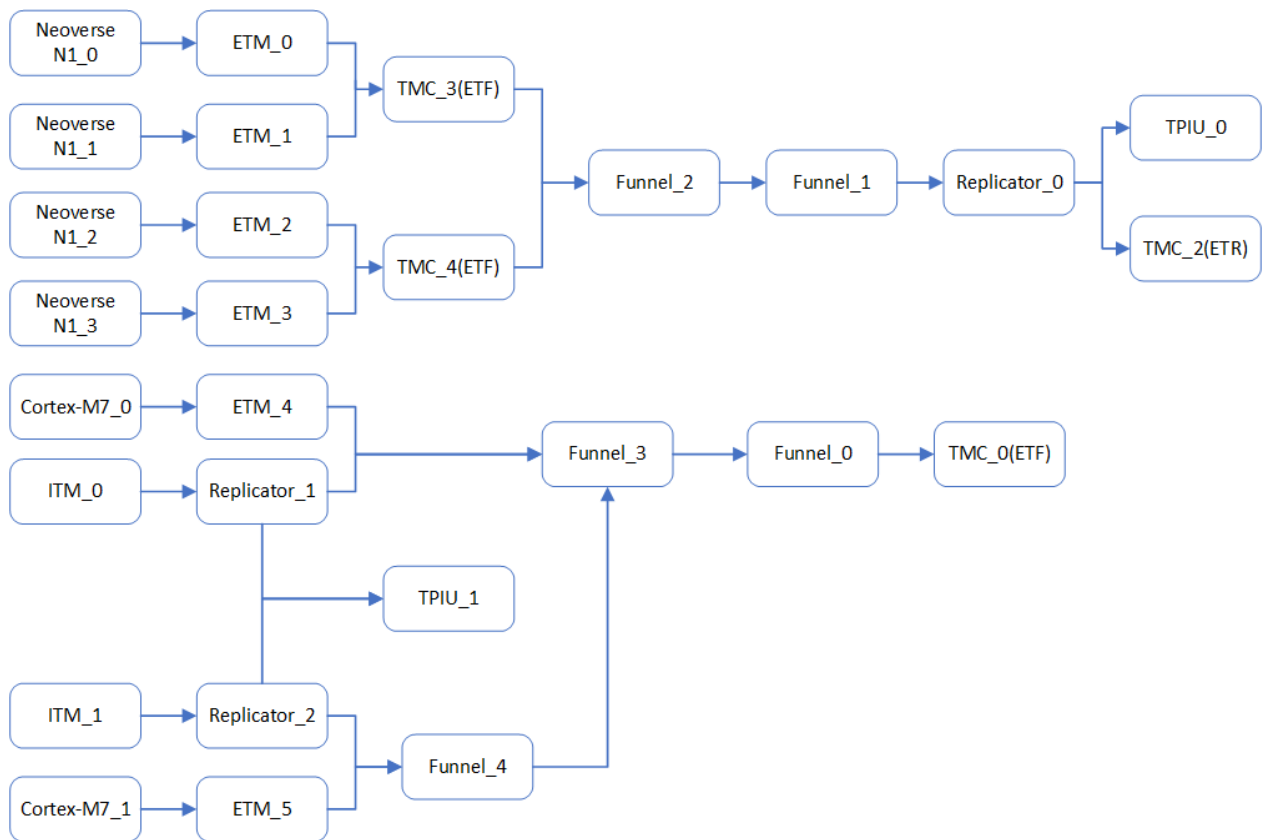 Neoverse
N1_0
ETM_0
TMC_3(ETF)
Neoverse
N1_1
ETM_1
TPIU_0
Funnel_2
Funnel_1
Replicator_0
Neoverse
N1_2
ETM_2
TMC_4(ETF)
TMC_2(ETR)
Neoverse
N1_3
ETM_3
Cortex-M7_0
ETM_4
Funnel_3
Funnel_0
TMC_0(ETF)
ITM_0
Replicator_1
TPIU_1
ITM_1
Replicator_2
Funnel_4
Cortex-M7_1
ETM_5